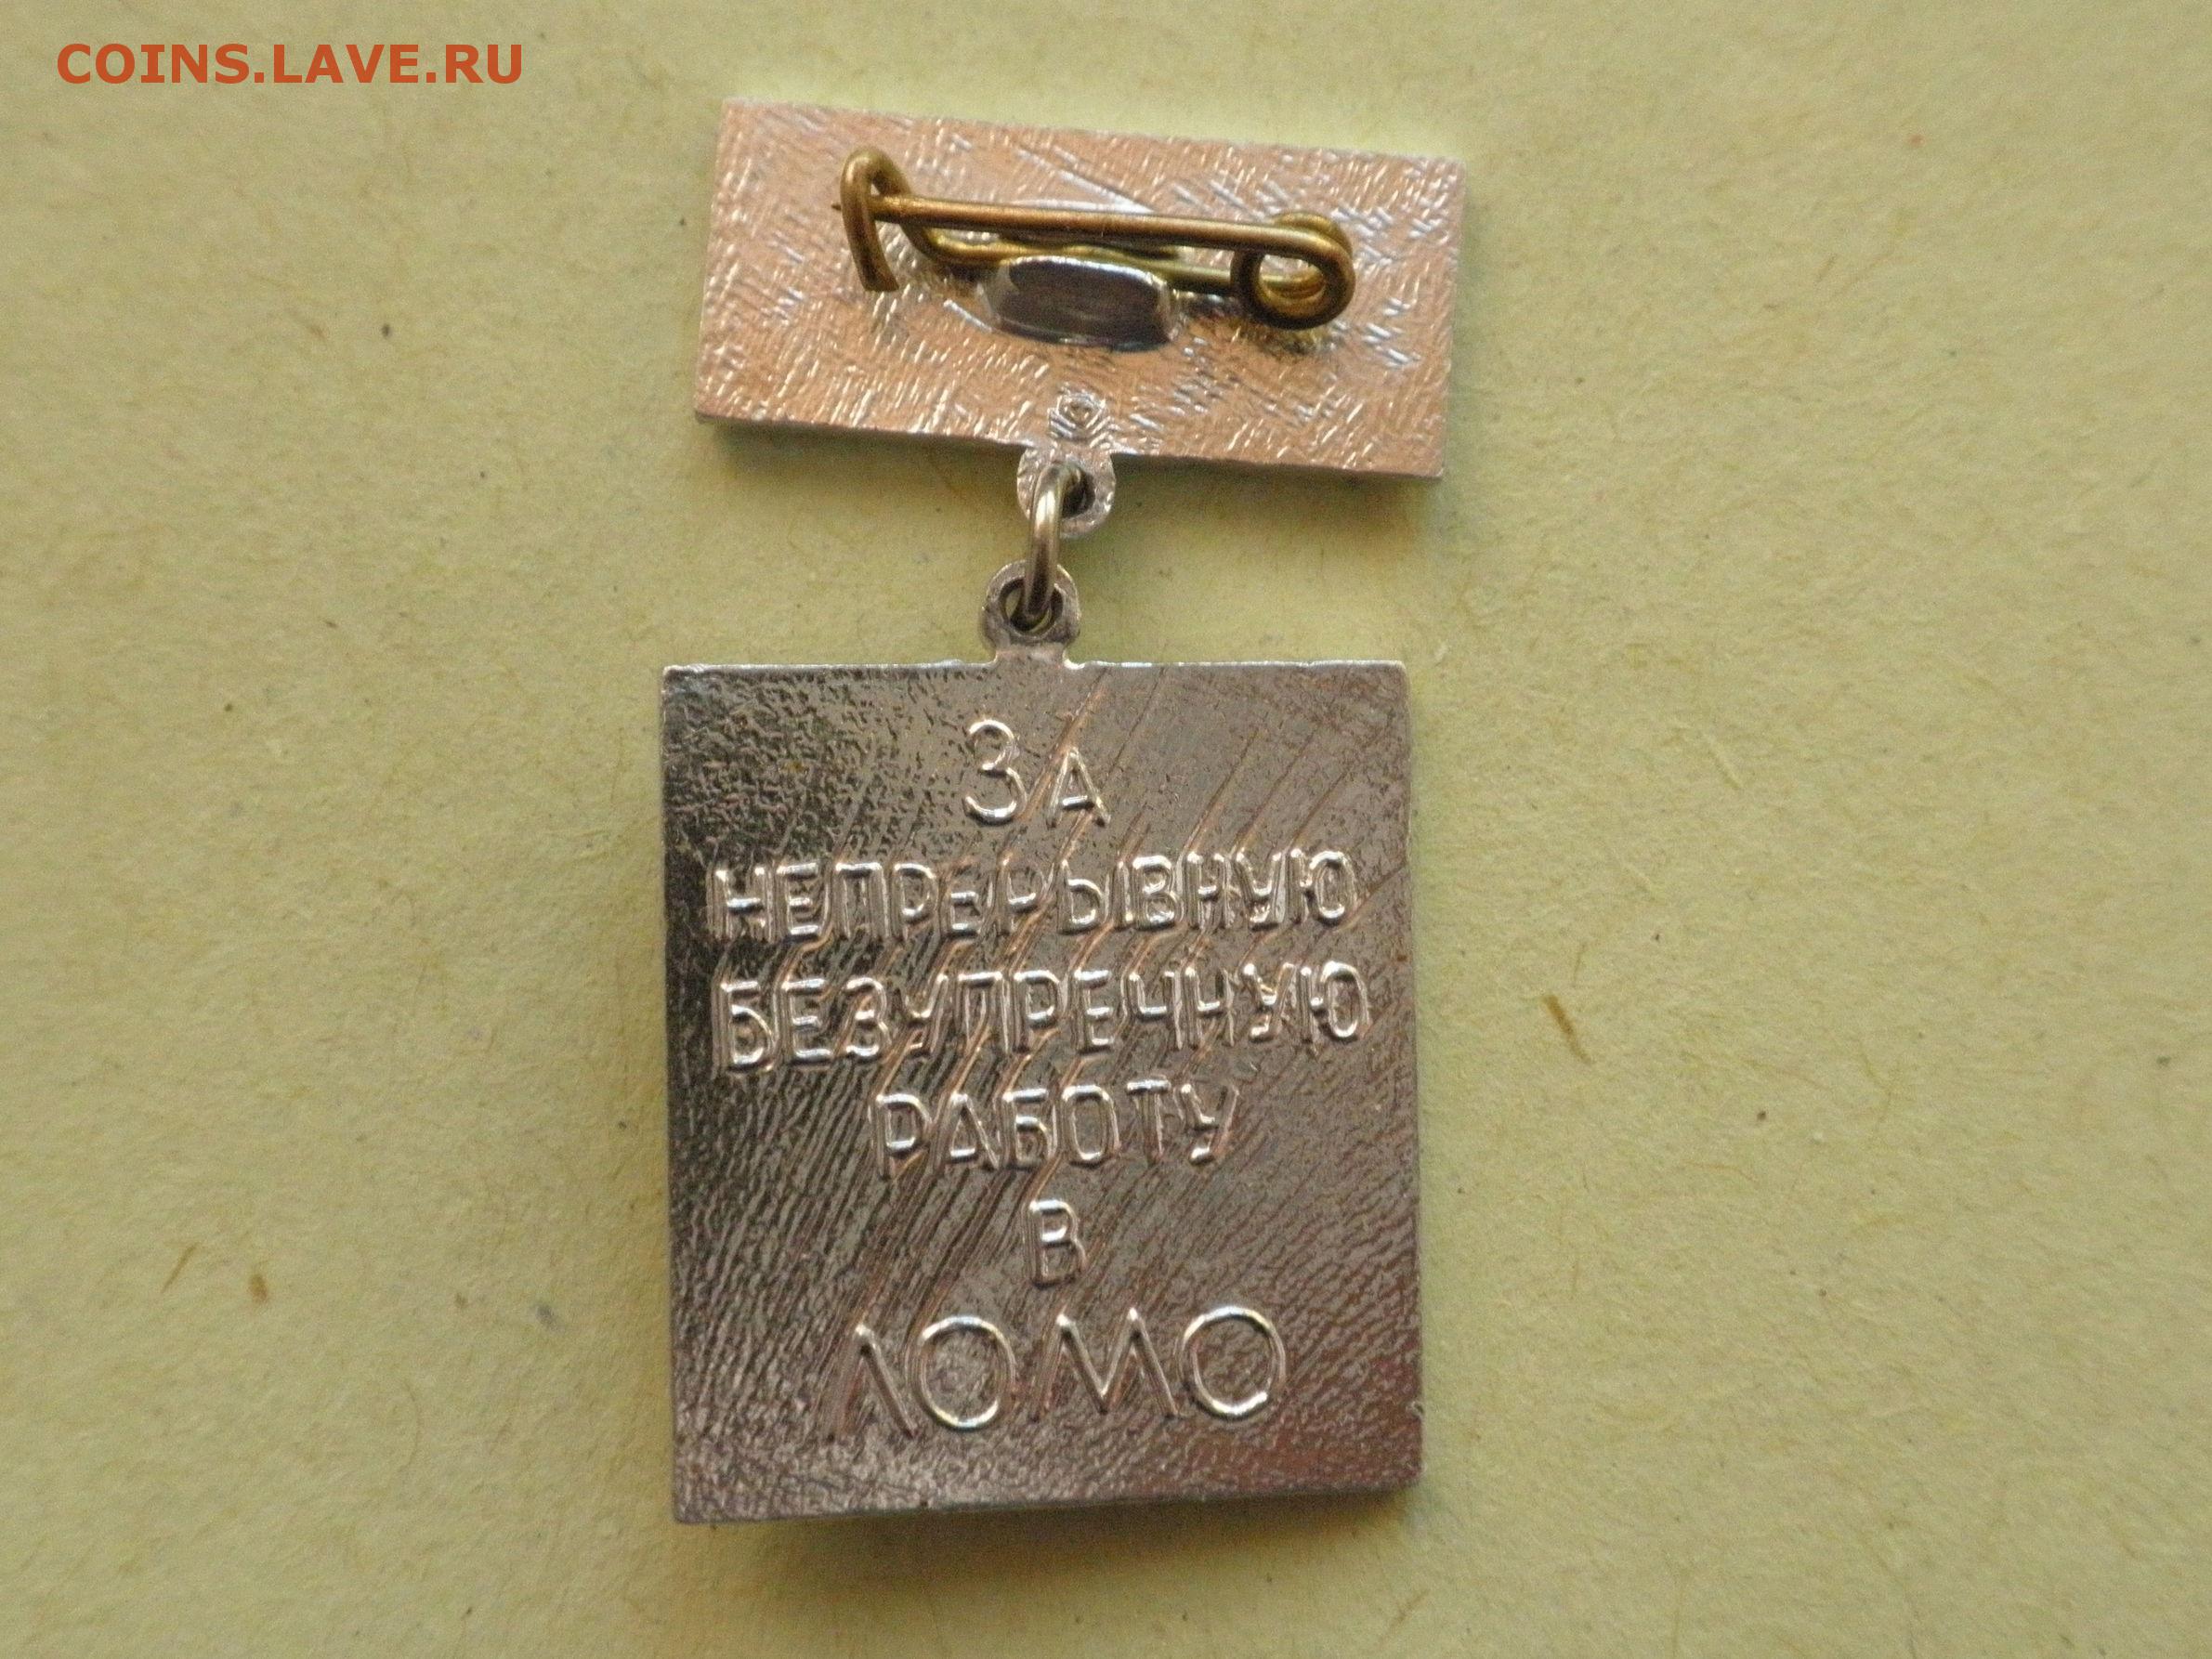 COINS.LAVE.RU
ЗА
НЕПРЕРЫВНУЮ
БЕЗУПРЕЧНУЮ
РАБОТУ
В
ЛОМО